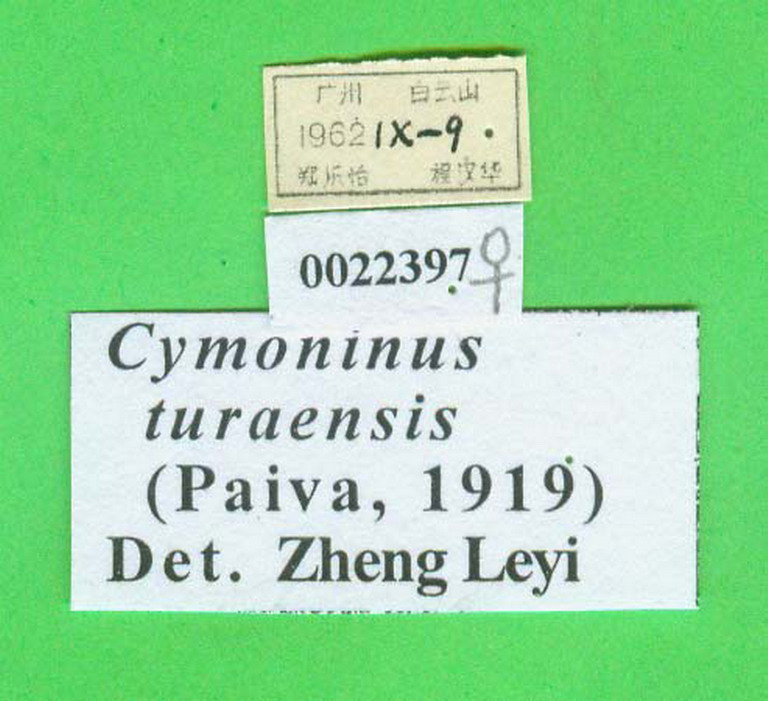 广州 白云山
1962 IX-9.
郑乐怡 程汉华
0022397 ♀
Cymoninus
turaensis
(Paiva, 1919)
Det. Zheng Leyi